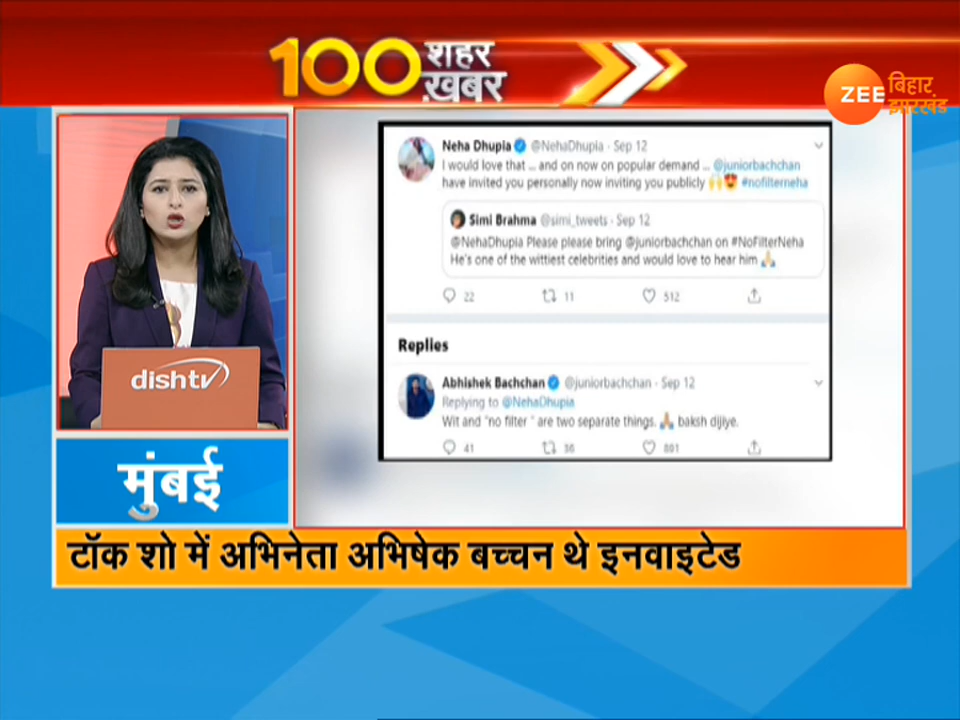 100 शहर ख़बर
ZEE बिहार झारखंड
Neha Dhupia @NehaDhupia · Sep 12
I would love that ... and on now on popular demand ... @juniorbachchan
have invited you personally now inviting you publicly 🙌😍 #nofilterneha
Simi Brahma @simi_tweets · Sep 12
@NehaDhupia Please please bring @juniorbachchan on #NoFilterNeha
He's one of the wittiest celebrities and would love to hear him 🙏
22 11 512
Replies
Abhishek Bachchan @juniorbachchan · Sep 12
Replying to @NehaDhupia
Wit and "no filter " are two separate things. 🙏 baksh dijiye.
41 36 801
dishtv
मुंबई
टॉक शो में अभिनेता अभिषेक बच्चन थे इनवाइटेड